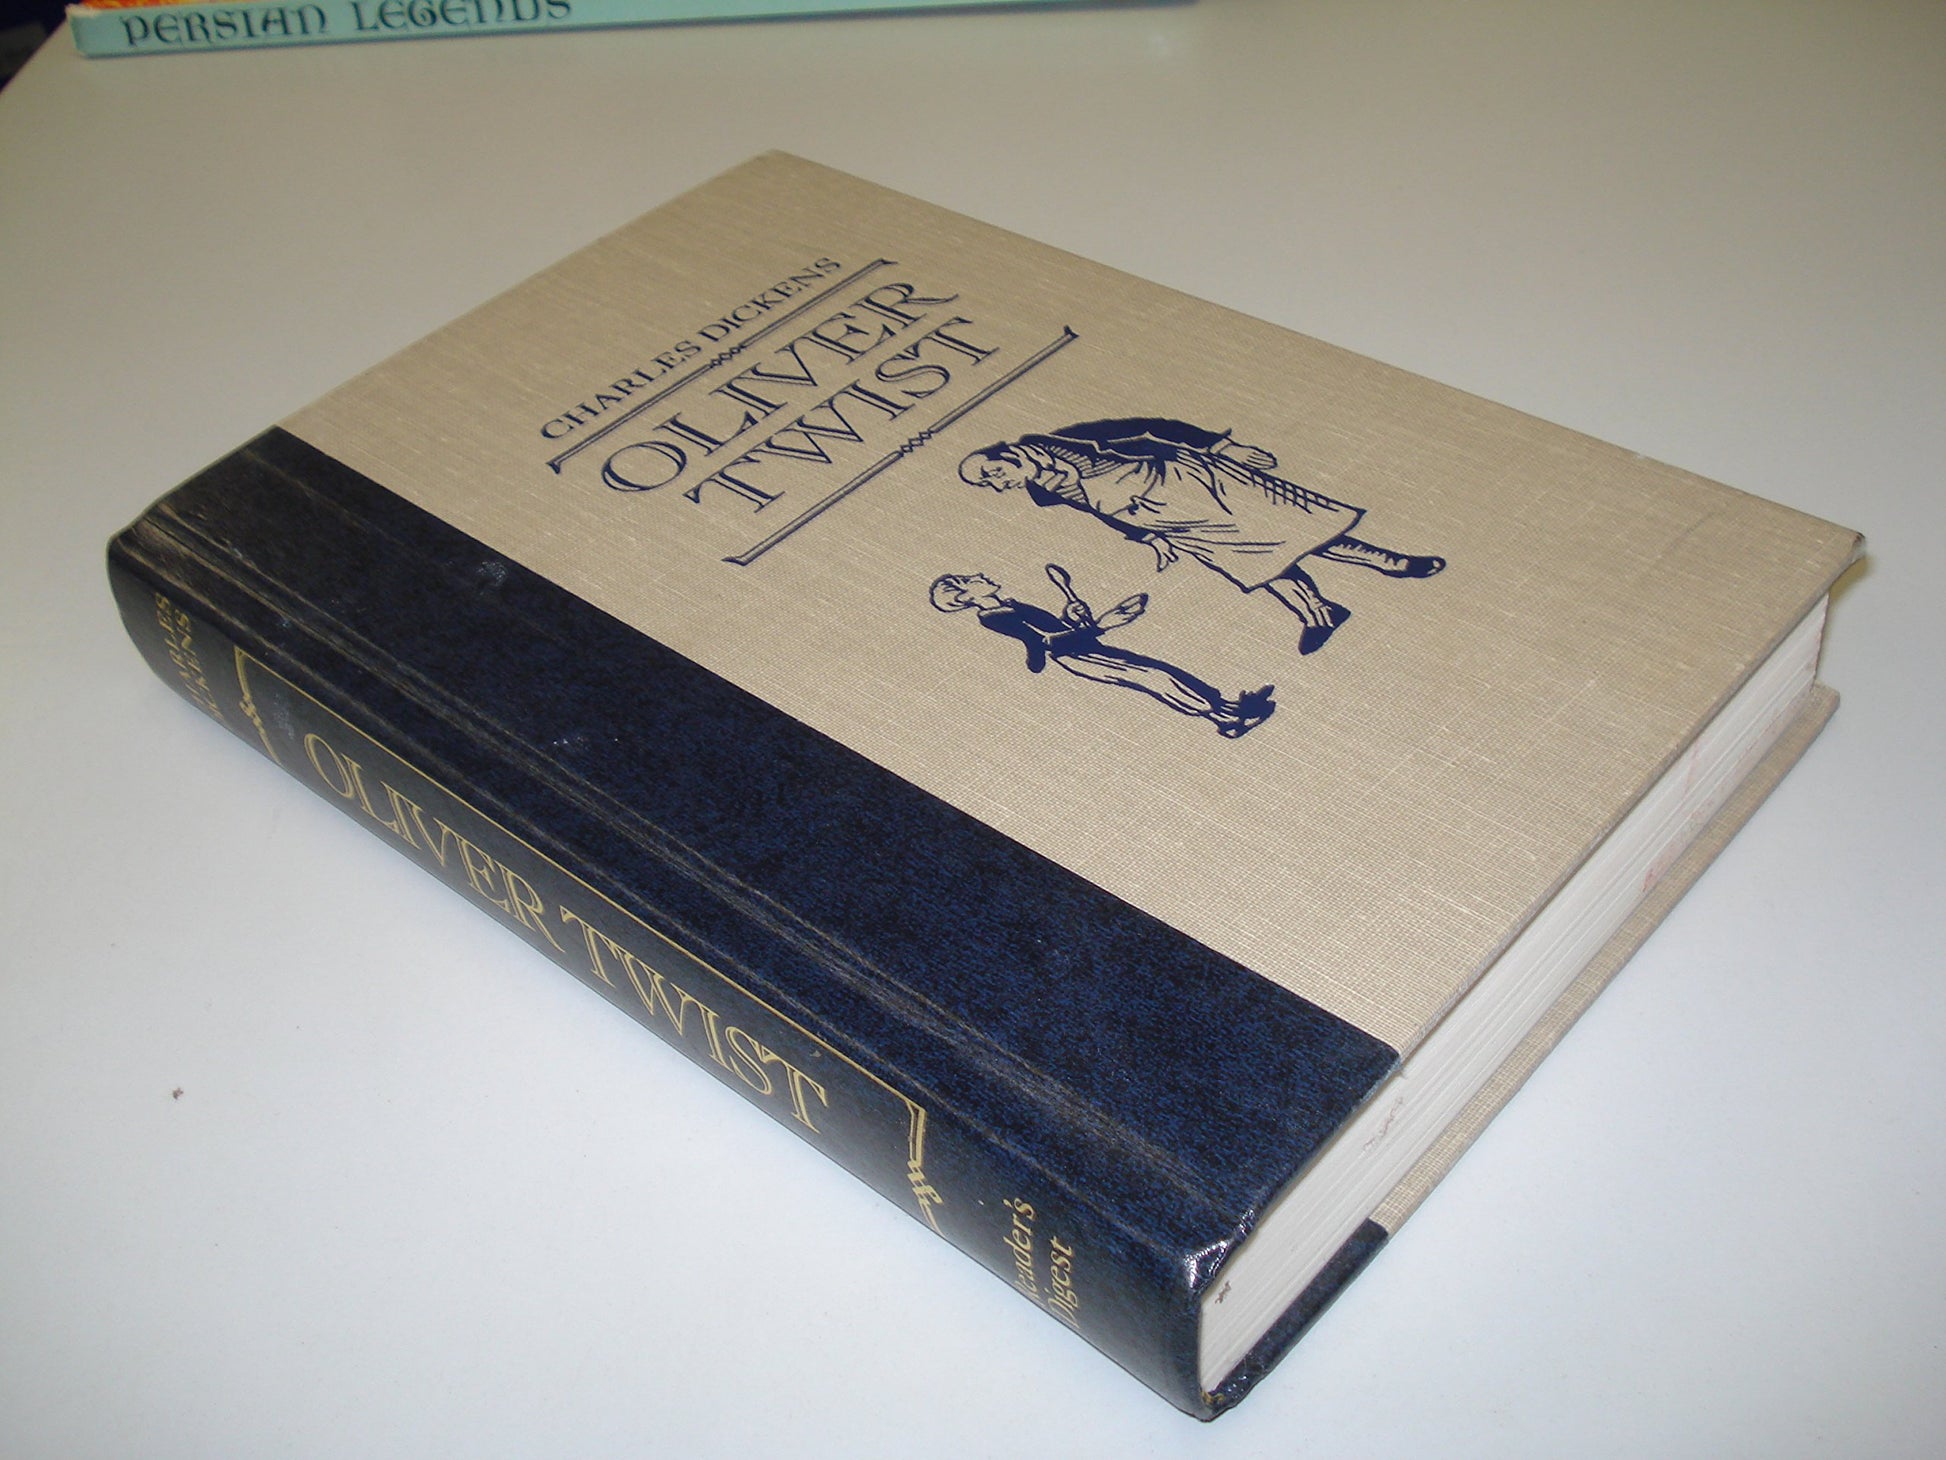 PERSIAN LEGENDS
CHARLES DICKENS
OLIVER
TWIST
CHARLES
DICKENS
OLIVER TWIST
Reader's
Digest